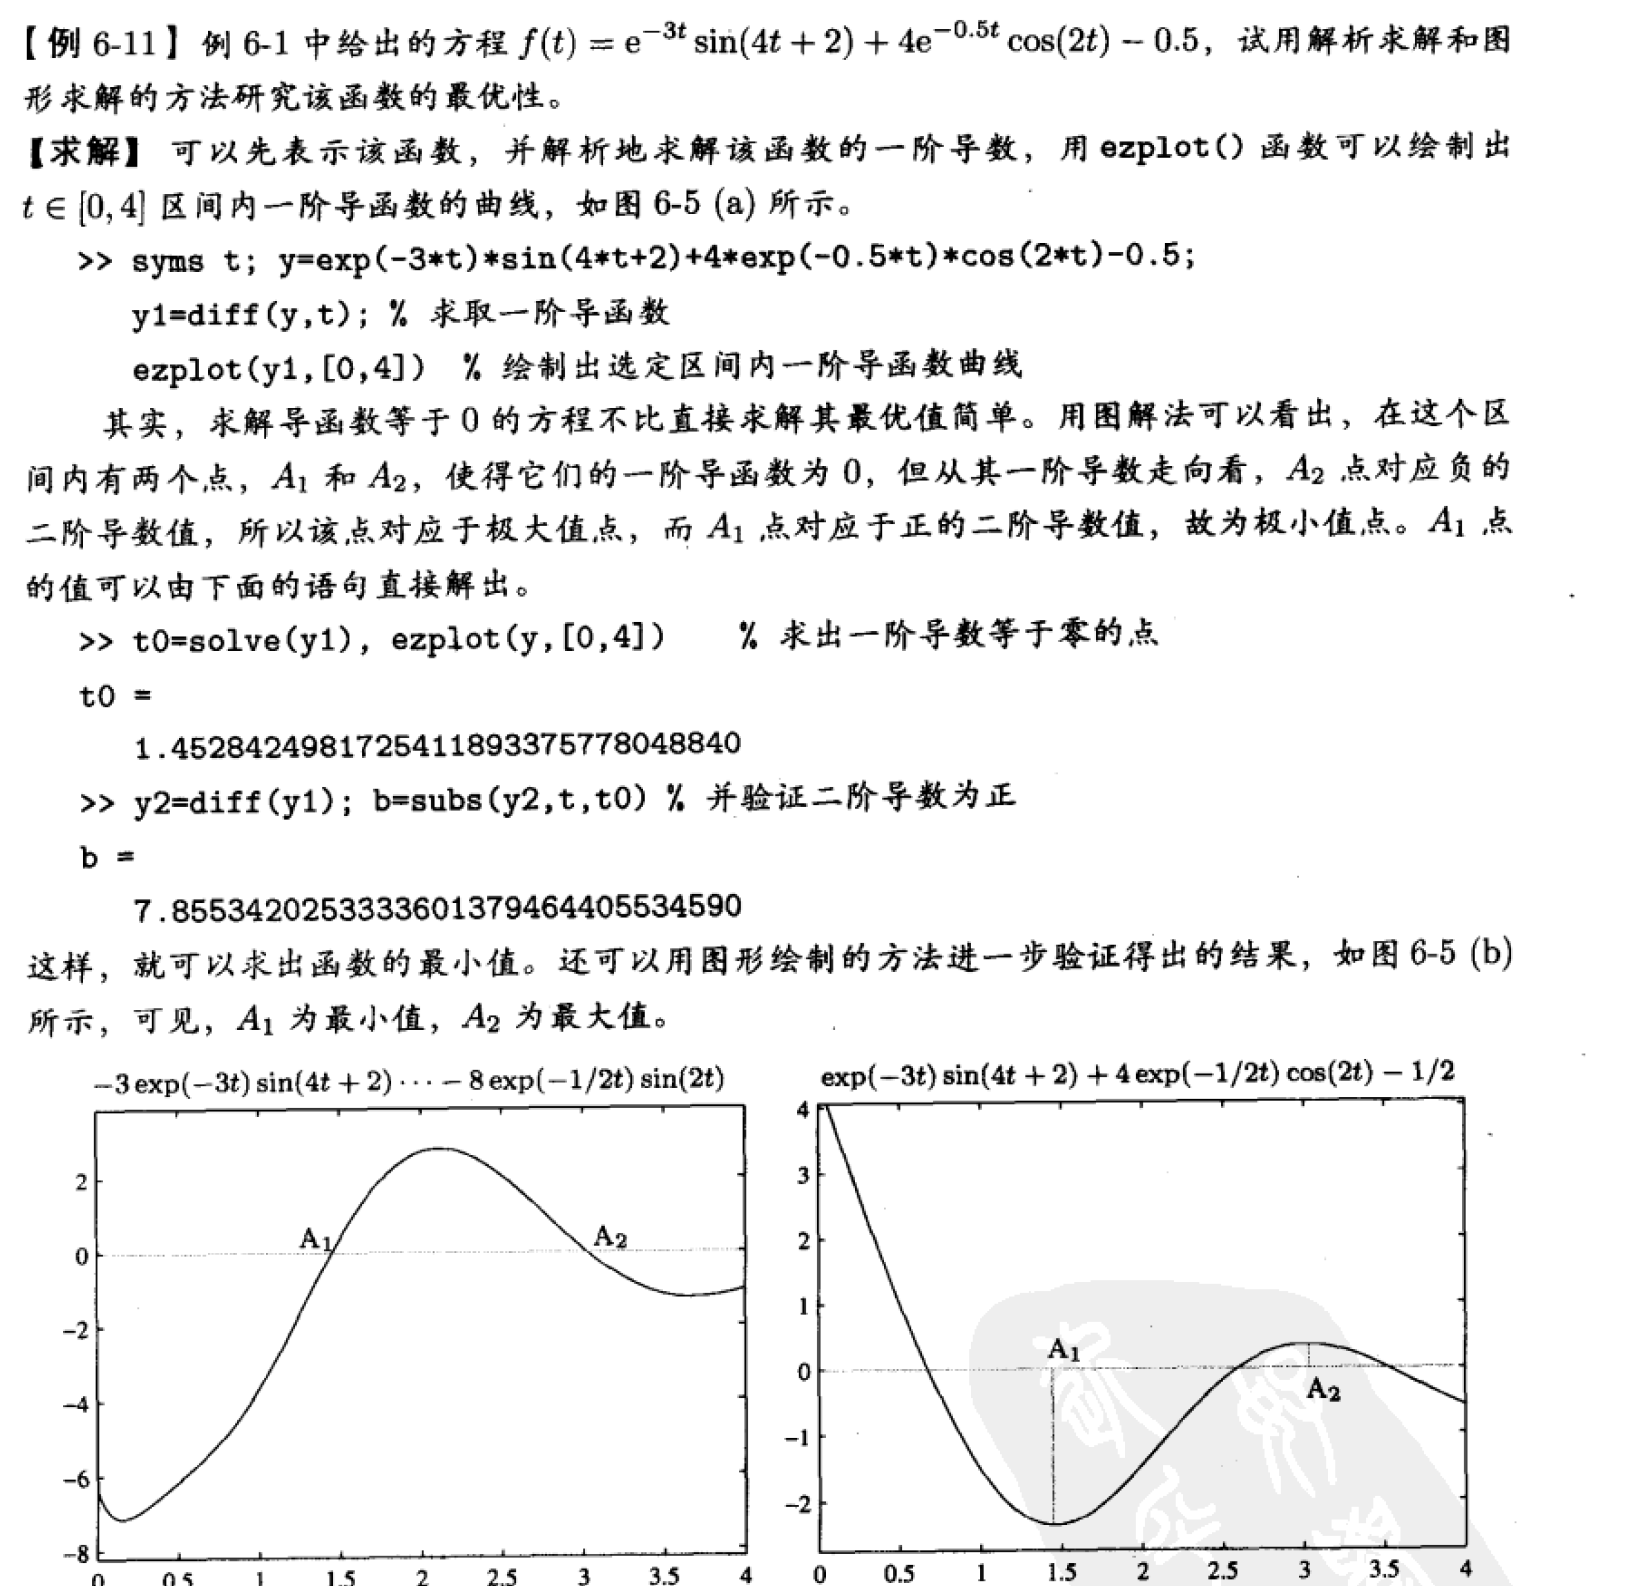 【例 6-11】 例 6-1 中给出的方程 f(t) = e^{-3t} sin(4t + 2) + 4e^{-0.5t} cos(2t) − 0.5，试用解析求解和图
形求解的方法研究该函数的最优性。
【求解】 可以先表示该函数，并解析地求解该函数的一阶导数，用 ezplot() 函数可以绘制出
t ∈ [0, 4] 区间内一阶导函数的曲线，如图 6-5 (a) 所示。
>> syms t; y=exp(-3*t)*sin(4*t+2)+4*exp(-0.5*t)*cos(2*t)-0.5;
y1=diff(y,t); % 求取一阶导函数
ezplot(y1,[0,4]) % 绘制出选定区间内一阶导函数曲线
其实，求解导函数等于 0 的方程不比直接求解其最优值简单。用图解法可以看出，在这个区
间内有两个点，A₁ 和 A₂，使得它们的一阶导函数为 0，但从其一阶导数走向看，A₂ 点对应负的
二阶导数值，所以该点对应于极大值点，而 A₁ 点对应于正的二阶导数值，故为极小值点。A₁ 点
的值可以由下面的语句直接解出。
>> t0=solve(y1), ezplot(y,[0,4]) % 求出一阶导数等于零的点
t0 =
1.4528424981725411893375778048840
>> y2=diff(y1); b=subs(y2,t,t0) % 并验证二阶导数为正
b =
7.8553420253333601379464405534590
这样，就可以求出函数的最小值。还可以用图形绘制的方法进一步验证得出的结果，如图 6-5 (b)
所示，可见，A₁ 为最小值，A₂ 为最大值。
−3 exp(−3t) sin(4t + 2) · · · − 8 exp(−1/2t) sin(2t)
2
0
−2
−4
−6
−8
A₁
A₂
0 0.5 1 1.5 2 2.5 3 3.5 4
exp(−3t) sin(4t + 2) + 4 exp(−1/2t) cos(2t) − 1/2
4
3
2
1
0
−1
−2
A₁
A₂
0 0.5 1 1.5 2 2.5 3 3.5 4